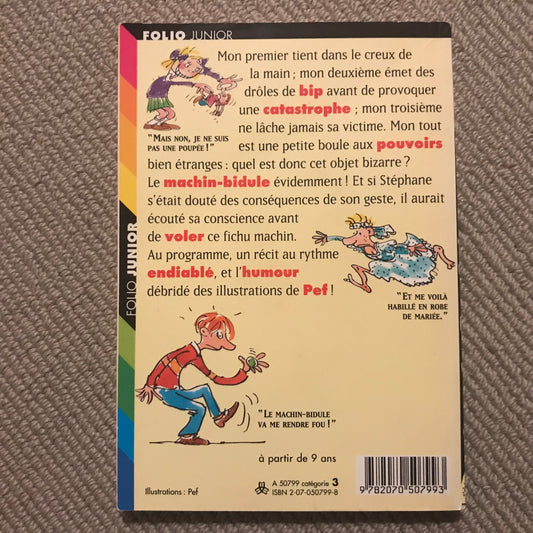 FOLIO JUNIOR
Mon premier tient dans le creux de
la main ; mon deuxième émet des
drôles de bip avant de provoquer
une catastrophe ; mon troisième
ne lâche jamais sa victime. Mon tout
est une petite boule aux pouvoirs
bien étranges : quel est donc cet objet bizarre ?
Le machin-bidule évidemment ! Et si Stéphane
s'était douté des conséquences de son geste, il aurait
écouté sa conscience avant
de voler ce fichu machin.
Au programme, un récit au rythme
endiablé, et l'humour
débridé des illustrations de Pef !
"MAIS NON, JE NE SUIS
PAS UNE POUPÉE !"
FOLIO JUNIOR
"ET ME VOILÀ
HABILLÉ EN ROBE
DE MARIÉE."
"LE MACHIN-BIDULE
VA ME RENDRE FOU !"
à partir de 9 ans
Illustrations : Pef
A 50799 catégorie 3
ISBN 2-07-050799-8
9 782070 507993